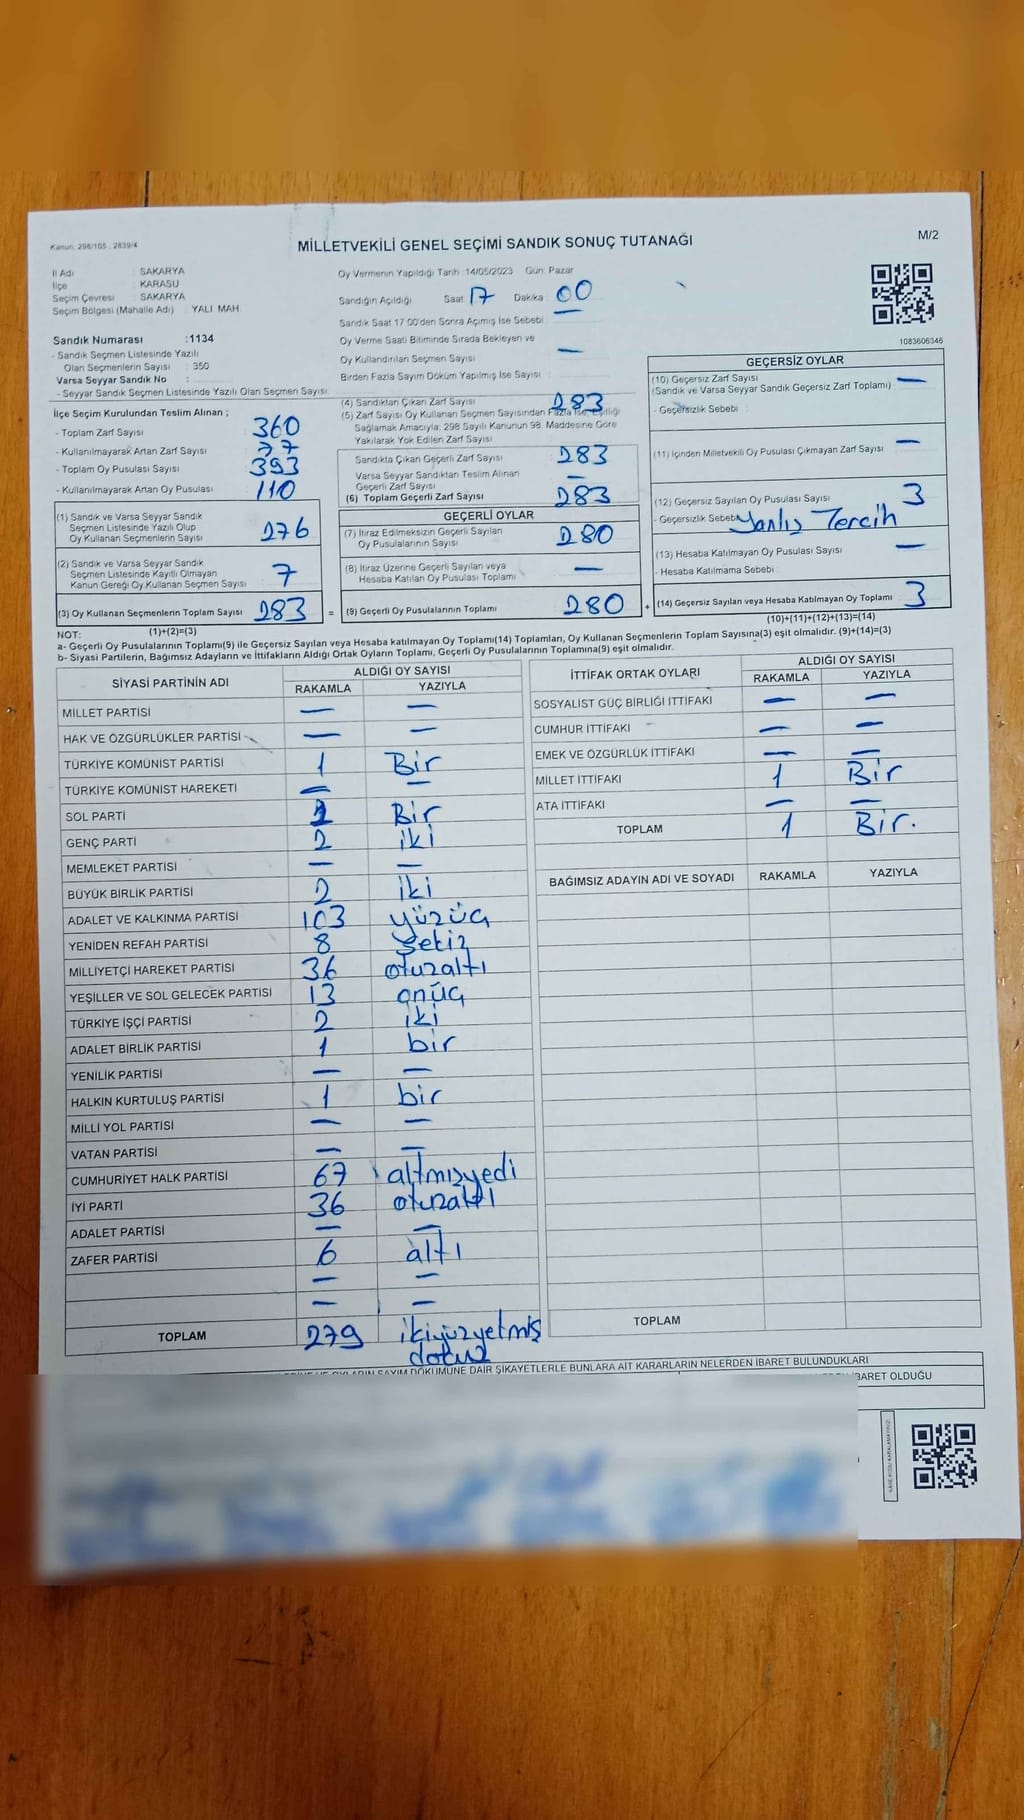 Kanun: 298/105 , 2839/4
MİLLETVEKİLİ GENEL SEÇİMİ SANDIK SONUÇ TUTANAĞI
M/2
İl Adı : SAKARYA
İlçe : KARASU
Seçim Çevresi : SAKARYA
Seçim Bölgesi (Mahalle Adı) : YALI MAH
Sandık Numarası :1134
- Sandık Seçmen Listesinde Yazılı
Olan Seçmenlerin Sayısı : 350
Varsa Seyyar Sandık No :
- Seyyar Sandık Seçmen Listesinde Yazılı Olan Seçmen Sayısı:
Oy Vermenin Yapıldığı Tarih: 14/05/2023 Gün: Pazar
Sandığın Açıldığı Saat: 17 Dakika: 00
Sandık Saat 17.00'den Sonra Açılmış İse Sebebi :
Oy Verme Saati Bitiminde Sırada Bekleyen ve
Oy Kullandırılan Seçmen Sayısı : —
Birden Fazla Sayım Döküm Yapılmış İse Sayısı :
1083606346
İlçe Seçim Kurulundan Teslim Alınan ;
- Toplam Zarf Sayısı : 360
- Kullanılmayarak Artan Zarf Sayısı : 77
- Toplam Oy Pusulası Sayısı : 393
- Kullanılmayarak Artan Oy Pusulası : 110
(4) Sandıktan Çıkan Zarf Sayısı : 283
(5) Zarf Sayısı Oy Kullanan Seçmen Sayısından Fazla İse, Eşitliği
Sağlamak Amacıyla, 298 Sayılı Kanunun 98. Maddesine Göre
Yakılarak Yok Edilen Zarf Sayısı :
Sandıkta Çıkan Geçerli Zarf Sayısı : 283
Varsa Seyyar Sandıktan Teslim Alınan
Geçerli Zarf Sayısı : —
(6) Toplam Geçerli Zarf Sayısı : 283
GEÇERSİZ OYLAR
(10) Geçersiz Zarf Sayısı : —
(Sandık ve Varsa Seyyar Sandık Geçersiz Zarf Toplamı)
- Geçersizlik Sebebi :
(11) İçinden Milletvekili Oy Pusulası Çıkmayan Zarf Sayısı : —
(12) Geçersiz Sayılan Oy Pusulası Sayısı : 3
- Geçersizlik Sebebi: Yanlış Tercih
(13) Hesaba Katılmayan Oy Pusulası Sayısı : —
- Hesaba Katılmama Sebebi :
(14) Geçersiz Sayılan veya Hesaba Katılmayan Oy Toplamı : 3
(10)+(11)+(12)+(13)=(14)
(1) Sandık ve Varsa Seyyar Sandık
Seçmen Listesinde Yazılı Olup
Oy Kullanan Seçmenlerin Sayısı : 276
(2) Sandık ve Varsa Seyyar Sandık
Seçmen Listesinde Kayıtlı Olmayan
Kanun Gereği Oy Kullanan Seçmen Sayısı : 7
(3) Oy Kullanan Seçmenlerin Toplam Sayısı : 283 =
(1)+(2)=(3)
GEÇERLİ OYLAR
(7) İtiraz Edilmeksizin Geçerli Sayılan
Oy Pusulalarının Sayısı : 280
(8) İtiraz Üzerine Geçerli Sayılan veya
Hesaba Katılan Oy Pusulası Toplamı : —
(9) Geçerli Oy Pusulalarının Toplamı : 280 +
NOT:
a- Geçerli Oy Pusulalarının Toplamı(9) ile Geçersiz Sayılan veya Hesaba katılmayan Oy Toplamı(14) Toplamları, Oy Kullanan Seçmenlerin Toplam Sayısına(3) eşit olmalıdır. (9)+(14)=(3)
b- Siyasi Partilerin, Bağımsız Adayların ve İttifakların Aldığı Ortak Oyların Toplamı, Geçerli Oy Pusulalarının Toplamına(9) eşit olmalıdır.
SİYASİ PARTİNİN ADI ALDIĞI OY SAYISI
RAKAMLA YAZIYLA
MİLLET PARTİSİ — —
HAK VE ÖZGÜRLÜKLER PARTİSİ — —
TÜRKİYE KOMÜNİST PARTİSİ 1 Bir
TÜRKİYE KOMÜNİST HAREKETİ — —
SOL PARTİ 1 Bir
GENÇ PARTİ 2 iki
MEMLEKET PARTİSİ — —
BÜYÜK BİRLİK PARTİSİ 2 iki
ADALET VE KALKINMA PARTİSİ 103 yüzüç
YENİDEN REFAH PARTİSİ 8 Sekiz
MİLLİYETÇİ HAREKET PARTİSİ 36 otuzaltı
YEŞİLLER VE SOL GELECEK PARTİSİ 13 onüç
TÜRKİYE İŞÇİ PARTİSİ 2 iki
ADALET BİRLİK PARTİSİ 1 bir
YENİLİK PARTİSİ — —
HALKIN KURTULUŞ PARTİSİ 1 bir
MİLLİ YOL PARTİSİ — —
VATAN PARTİSİ — —
CUMHURİYET HALK PARTİSİ 67 altmışyedi
İYİ PARTİ 36 otuzaltı
ADALET PARTİSİ — —
ZAFER PARTİSİ 6 altı
— —
— —
TOPLAM 279 ikiyüzyetmiş
dokuz
İTTİFAK ORTAK OYLARI ALDIĞI OY SAYISI
RAKAMLA YAZIYLA
SOSYALİST GÜÇ BİRLİĞİ İTTİFAKI — —
CUMHUR İTTİFAKI — —
EMEK VE ÖZGÜRLÜK İTTİFAKI — —
MİLLET İTTİFAKI 1 Bir
ATA İTTİFAKI — —
TOPLAM 1 Bir.
BAĞIMSIZ ADAYIN ADI VE SOYADI RAKAMLA YAZIYLA
TOPLAM
OYLARIN SAYIM DÖKÜMÜNE DAİR ŞİKAYETLERLE BUNLARA AİT KARARLARIN NELERDEN İBARET BULUNDUKLARI
İBARET OLDUĞU